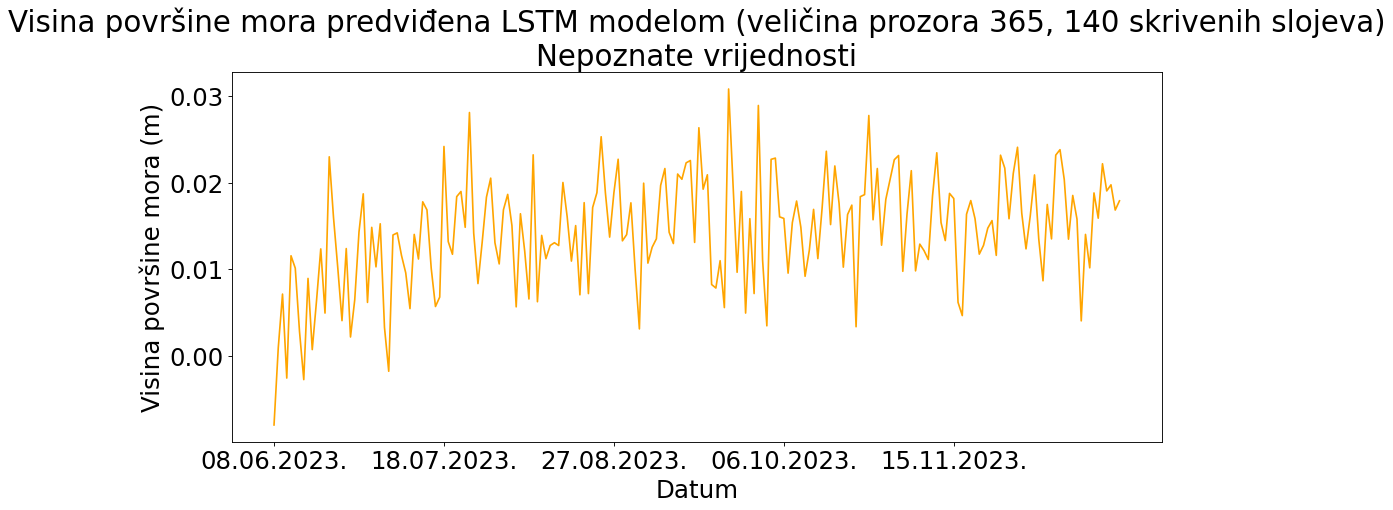 Visina površine mora predviđena LSTM modelom (veličina prozora 365, 140 skrivenih slojeva)
Nepoznate vrijednosti
Visina površine mora (m)
0.03
0.02
0.01
0.00
08.06.2023. 18.07.2023. 27.08.2023. 06.10.2023. 15.11.2023.
Datum